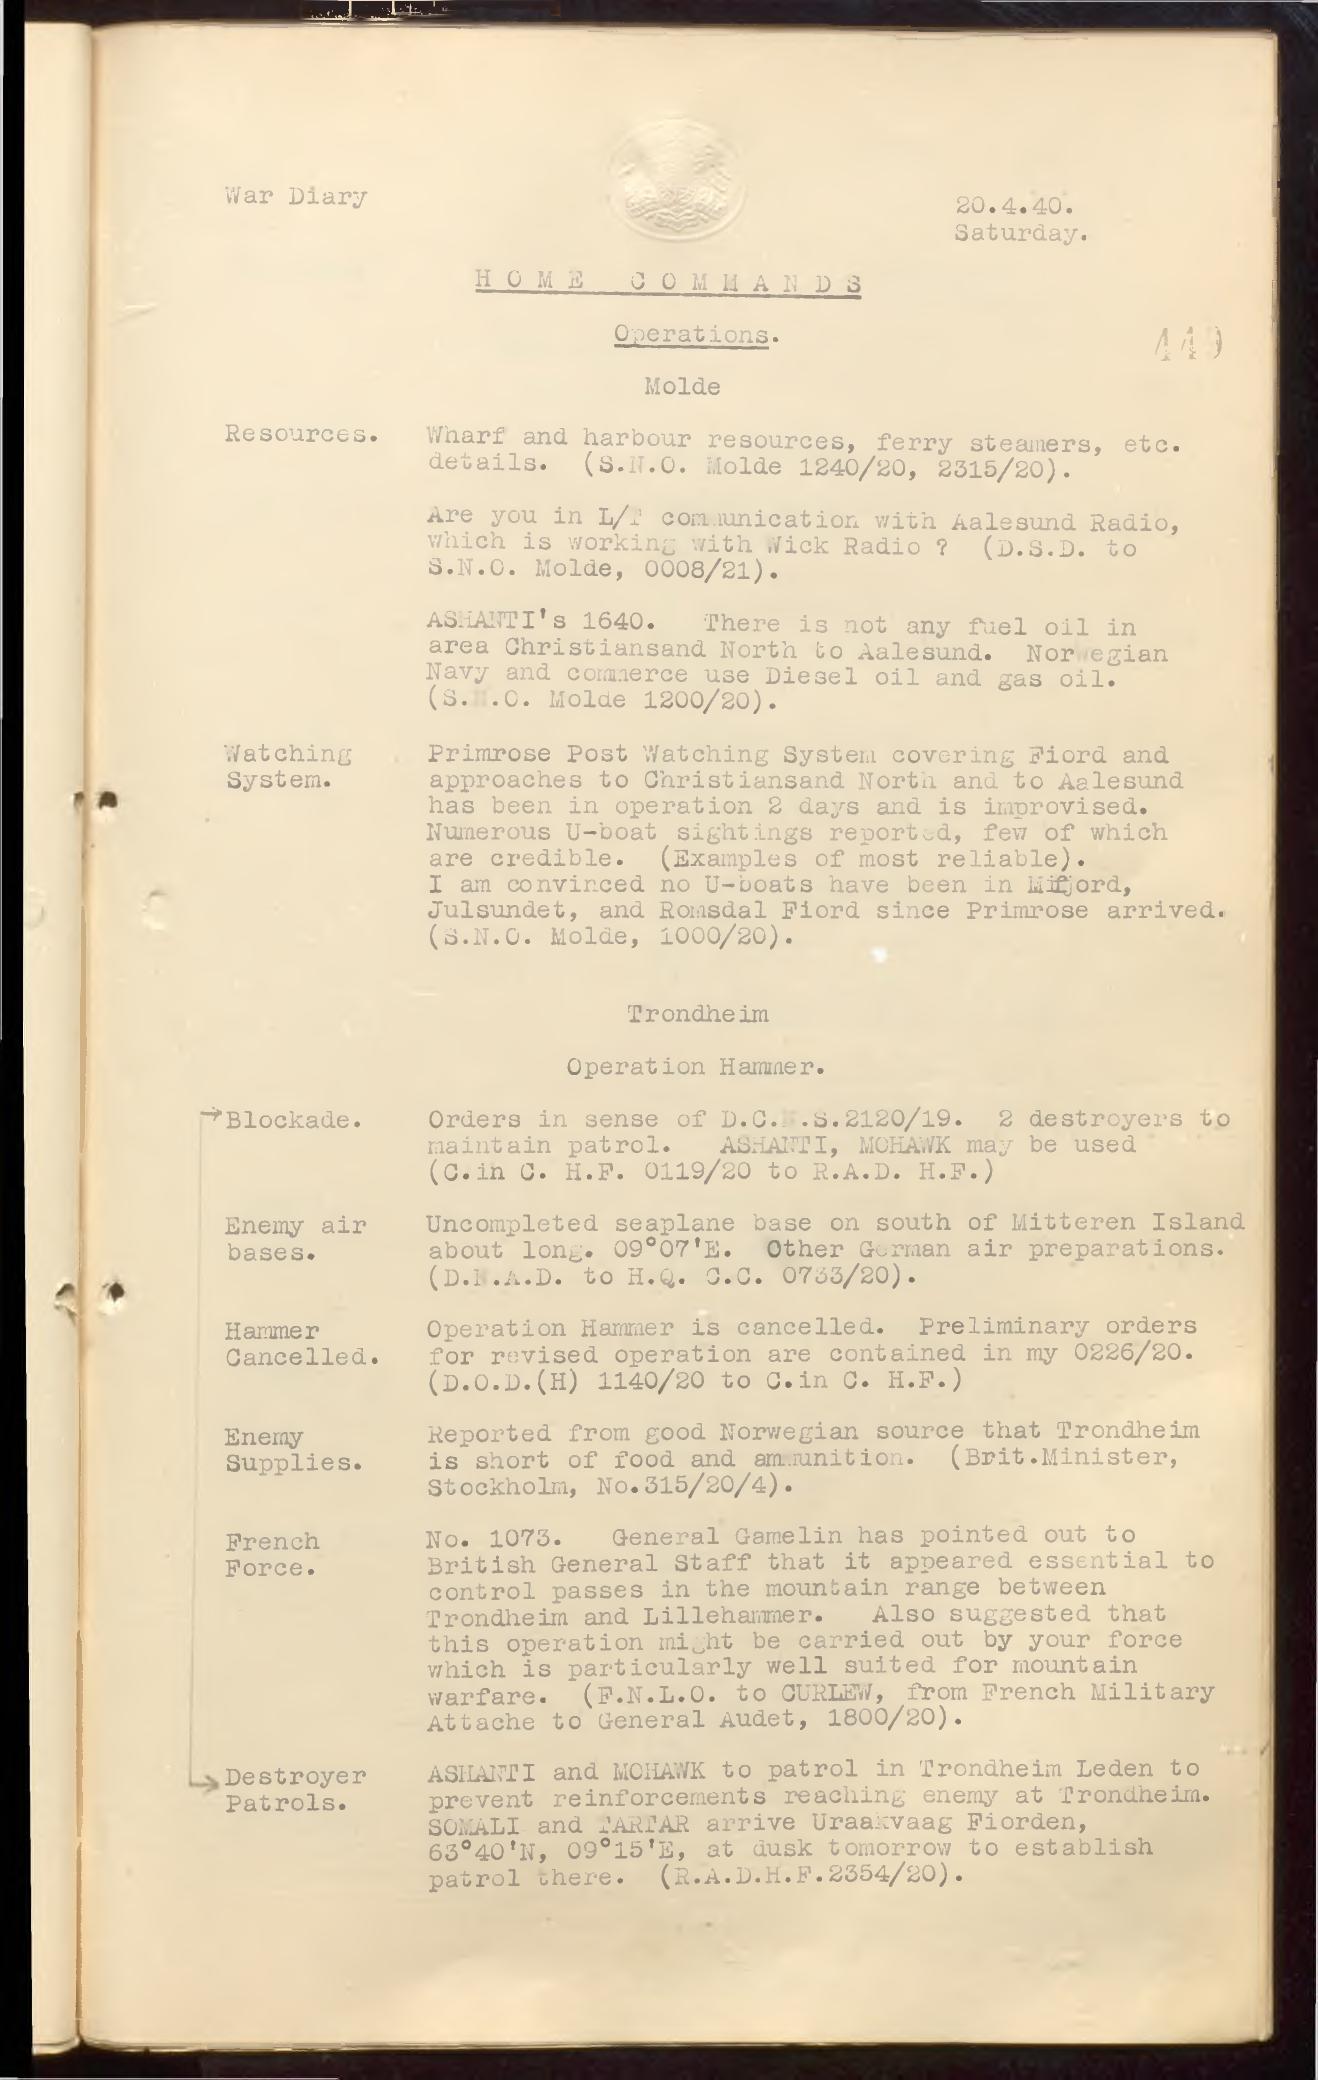 War Diary
20.4.40.
Saturday.
HOME COMMANDS
Operations.
449
Molde
Resources. Wharf and harbour resources, ferry steamers, etc.
details. (S.N.O. Molde 1240/20, 2315/20).
Are you in L/T communication with Aalesund Radio,
which is working with Wick Radio ? (D.S.D. to
S.N.O. Molde, 0008/21).
ASHANTI's 1640. There is not any fuel oil in
area Christiansand North to Aalesund. Norwegian
Navy and commerce use Diesel oil and gas oil.
(S.N.O. Molde 1200/20).
Watching Primrose Post Watching System covering Fiord and
System. approaches to Christiansand North and to Aalesund
has been in operation 2 days and is improvised.
Numerous U-boat sightings reported, few of which
are credible. (Examples of most reliable).
I am convinced no U-boats have been in
Julsundet, and Romsdal Fiord since Primrose arrived.
(S.N.O. Molde, 1000/20).
Trondheim
Operation Hammer.
→Blockade. Orders in sense of D.C.N.S.2120/19. 2 destroyers to
maintain patrol. ASHANTI, MOHAWK may be used
(C.in C. H.F. 0119/20 to R.A.D. H.F.)
Enemy air Uncompleted seaplane base on south of Mitteren Island
bases. about long. 09°07'E. Other German air preparations.
(D.N.A.D. to H.Q. C.C. 0733/20).
Hammer Operation Hammer is cancelled. Preliminary orders
Cancelled. for revised operation are contained in my 0226/20.
(D.O.D.(H) 1140/20 to C.in C. H.F.)
Enemy Reported from good Norwegian source that Trondheim
Supplies. is short of food and ammunition. (Brit.Minister,
Stockholm, No.315/20/4).
French No. 1073. General Gamelin has pointed out to
Force. British General Staff that it appeared essential to
control passes in the mountain range between
Trondheim and Lillehammer. Also suggested that
this operation might be carried out by your force
which is particularly well suited for mountain
warfare. (F.N.L.O. to CURLEW, from French Military
Attache to General Audet, 1800/20).
→Destroyer ASHANTI and MOHAWK to patrol in Trondheim Leden to
Patrols. prevent reinforcements reaching enemy at Trondheim.
SOMALI and TARTAR arrive Uraakvaag Fiorden,
63°40'N, 09°15'E, at dusk tomorrow to establish
patrol there. (R.A.D.H.F.2354/20).